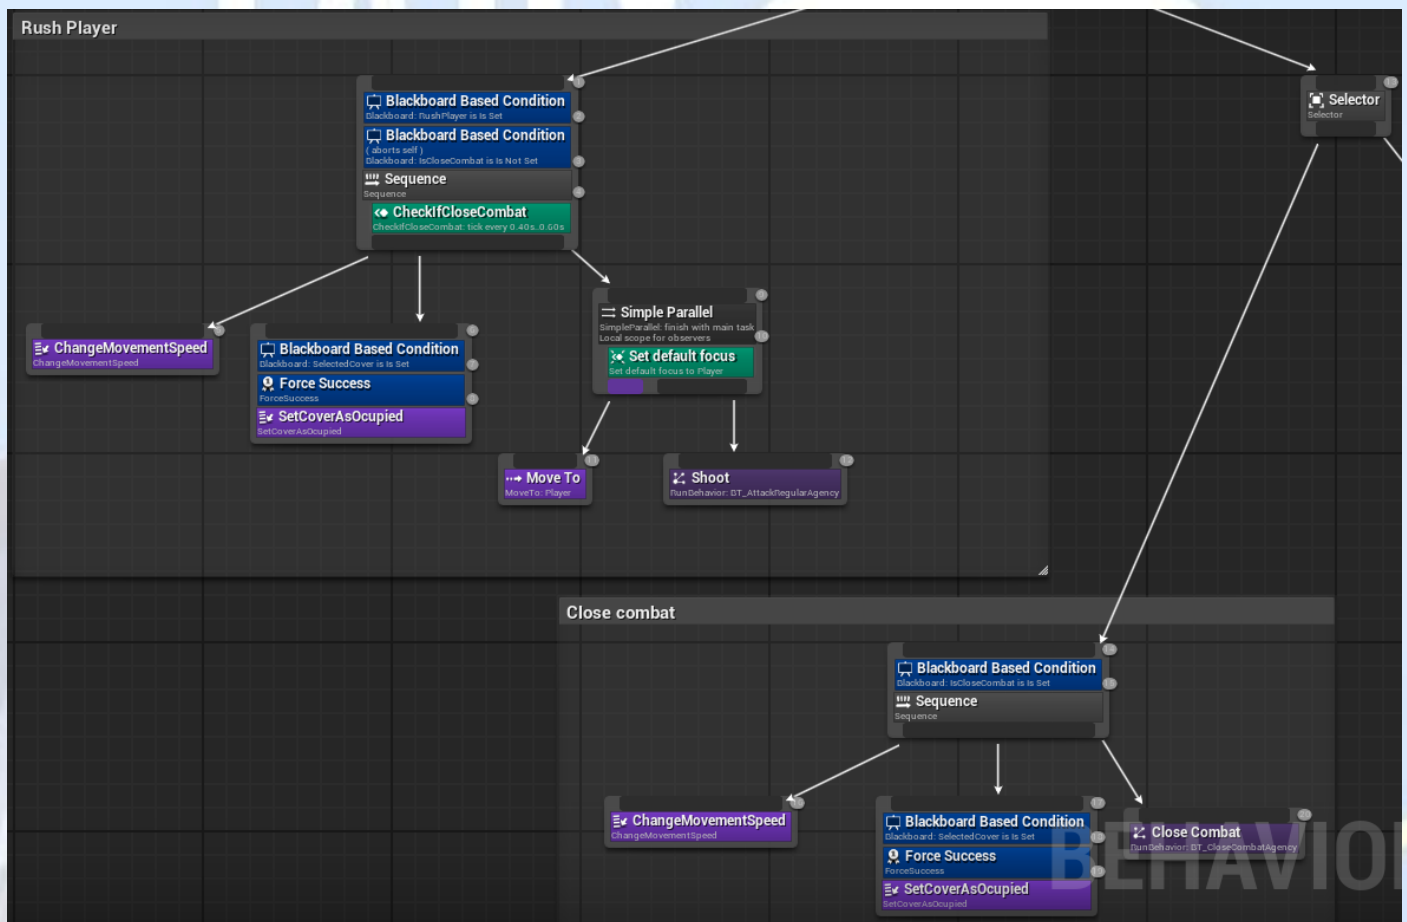 Rush Player
Blackboard Based Condition
Blackboard: RushPlayer is Is Set
Blackboard Based Condition
( aborts self )
Blackboard: IsCloseCombat is Is Not Set
Sequence
Sequence
CheckIfCloseCombat
CheckIfCloseCombat: tick every 0.40s..0.60s
Selector
Selector
ChangeMovementSpeed
ChangeMovementSpeed
Blackboard Based Condition
Blackboard: SelectedCover is Is Set
Force Success
ForceSuccess
SetCoverAsOcupied
SetCoverAsOcupied
Simple Parallel
SimpleParallel: finish with main task
Local scope for observers
Set default focus
Set default focus to Player
Move To
MoveTo: Player
Shoot
RunBehavior: BT_AttackRegularAgency
Close combat
Blackboard Based Condition
Blackboard: IsCloseCombat is Is Set
Sequence
Sequence
ChangeMovementSpeed
ChangeMovementSpeed
Blackboard Based Condition
Blackboard: SelectedCover is Is Set
Force Success
ForceSuccess
SetCoverAsOcupied
SetCoverAsOcupied
Close Combat
RunBehavior: BT_CloseCombatAgency
BEHAVIO